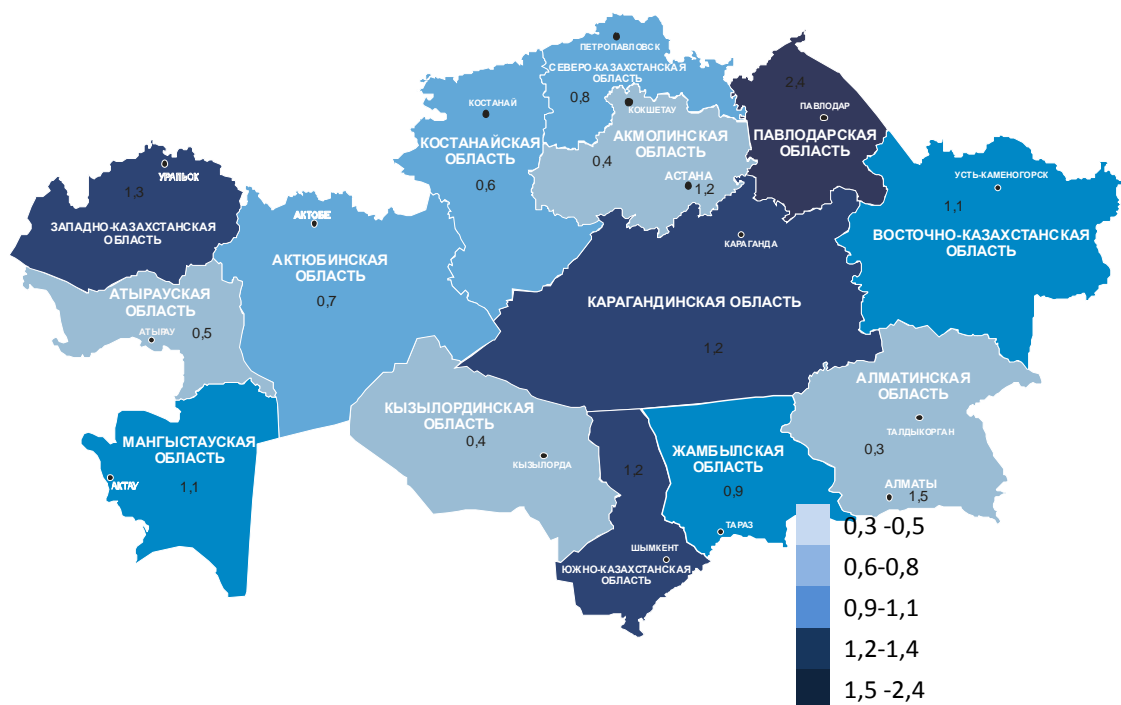 ПЕТРОПАВЛОВСК
СЕВЕРО-КАЗАХСТАНСКАЯ
ОБЛАСТЬ
0,8
КОКШЕТАУ
АКМОЛИНСКАЯ
ОБЛАСТЬ
0,4
АСТАНА
1,2
2,4
ПАВЛОДАР
ПАВЛОДАРСКАЯ
ОБЛАСТЬ
КОСТАНАЙ
КОСТАНАЙСКАЯ
ОБЛАСТЬ
0,6
УРАЛЬСК
1,3
ЗАПАДНО-КАЗАХСТАНСКАЯ
ОБЛАСТЬ
АКТОБЕ
АКТЮБИНСКАЯ
ОБЛАСТЬ
0,7
АТЫРАУСКАЯ
ОБЛАСТЬ
АТЫРАУ
0,5
УСТЬ-КАМЕНОГОРСК
1,1
ВОСТОЧНО-КАЗАХСТАНСКАЯ
ОБЛАСТЬ
КАРАГАНДА
КАРАГАНДИНСКАЯ ОБЛАСТЬ
1,2
МАНГЫСТАУСКАЯ
ОБЛАСТЬ
АКТАУ
1,1
КЫЗЫЛОРДИНСКАЯ
ОБЛАСТЬ
0,4
КЫЗЫЛОРДА
1,2
ШЫМКЕНТ
ЮЖНО-КАЗАХСТАНСКАЯ
ОБЛАСТЬ
ЖАМБЫЛСКАЯ
ОБЛАСТЬ
0,9
ТАРАЗ
АЛМАТИНСКАЯ
ОБЛАСТЬ
ТАЛДЫКОРГАН
0,3
АЛМАТЫ
1,5
0,3 -0,5
0,6-0,8
0,9-1,1
1,2-1,4
1,5 -2,4